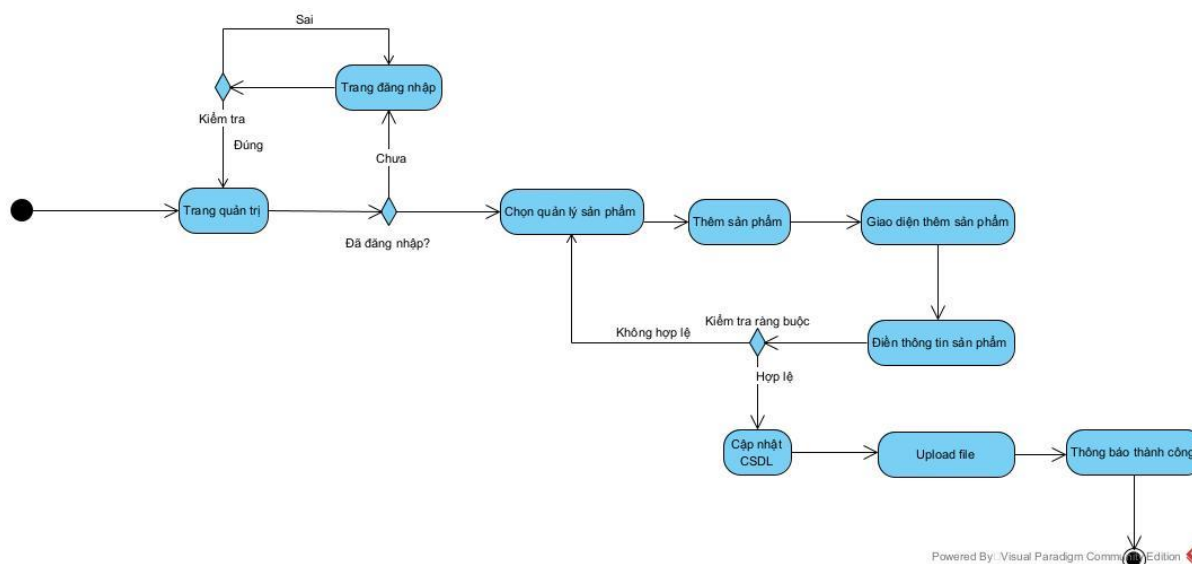 Sai
Trang đăng nhập
Kiểm tra
Đúng
Chưa
Trang quản trị
Đã đăng nhập?
Chọn quản lý sản phẩm
Thêm sản phẩm
Giao diện thêm sản phẩm
Kiểm tra ràng buộc
Không hợp lệ
Điền thông tin sản phẩm
Hợp lệ
Cập nhật
CSDL
Upload file
Thông báo thành công
Powered By: Visual Paradigm Community Edition